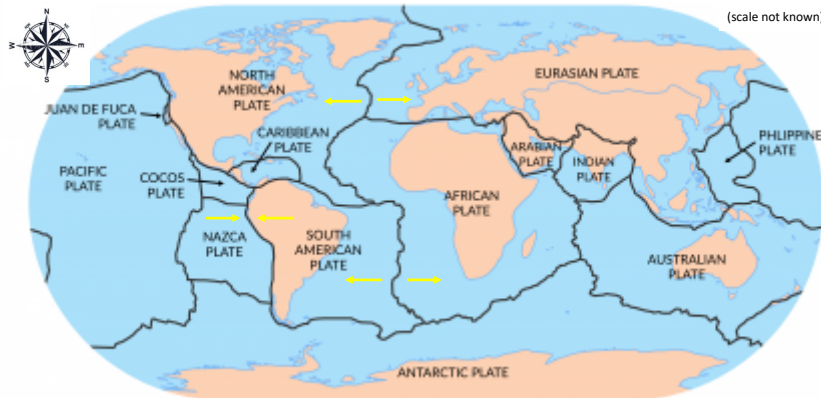 N
W
E
S
(scale not known)
NORTH
AMERICAN
PLATE
EURASIAN PLATE
JUAN DE FUCA
PLATE
CARIBBEAN
PLATE
ARABIAN
PLATE
INDIAN
PLATE
PHLIPPINE
PLATE
PACIFIC
PLATE
COCOS
PLATE
AFRICAN
PLATE
NAZCA
PLATE
SOUTH
AMERICAN
PLATE
AUSTRALIAN
PLATE
ANTARCTIC PLATE